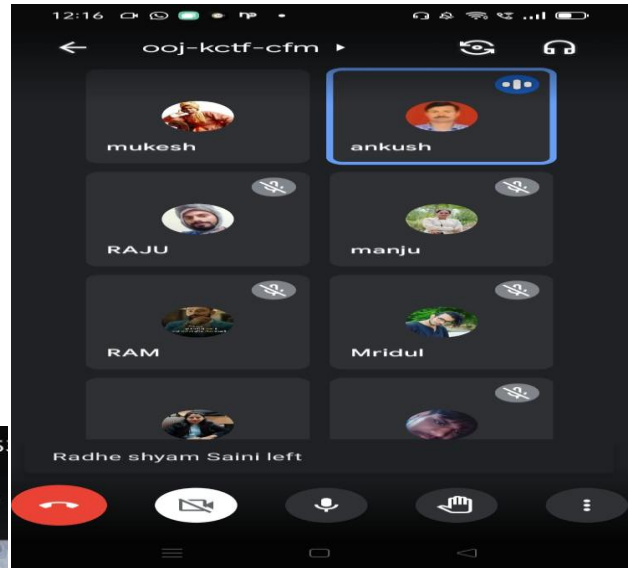 12:16
ooj-kctf-cfm
mukesh
ankush
RAJU
manju
RAM
Mridul
Radhe shyam Saini left